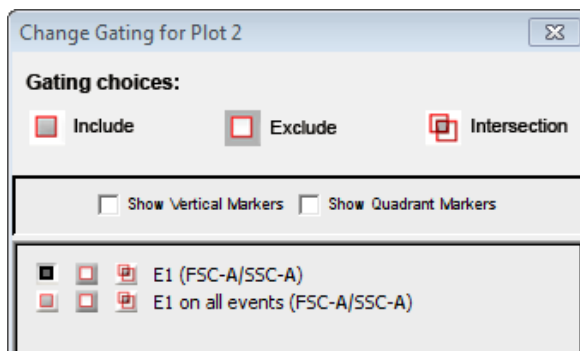 Change Gating for Plot 2
Gating choices:
Include Exclude Intersection
Show Vertical Markers Show Quadrant Markers
E1 (FSC-A/SSC-A)
E1 on all events (FSC-A/SSC-A)